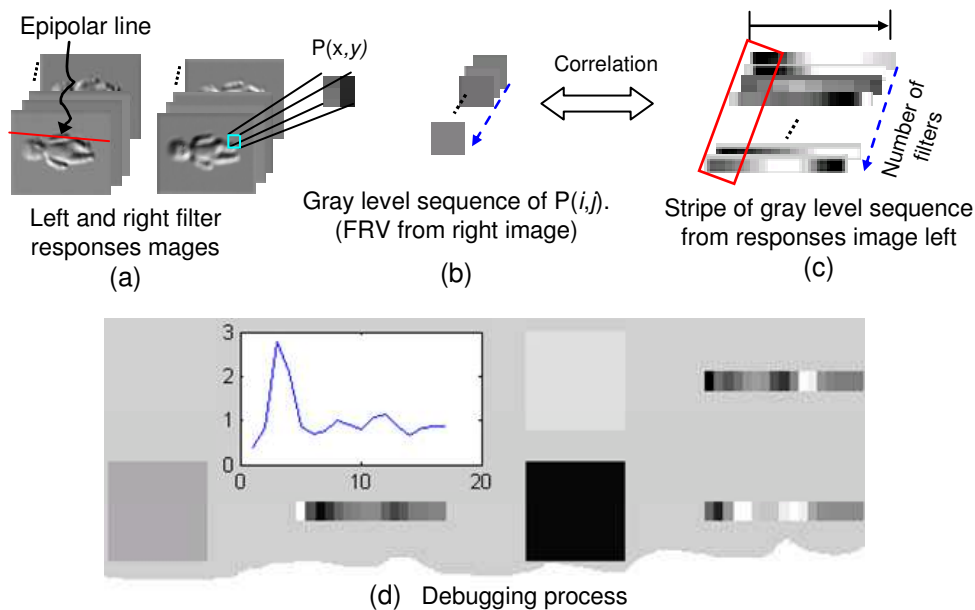 Epipolar line
P(x,y)
Correlation
Number of
filters
Left and right filter
responses mages
(a)
Gray level sequence of P(i,j).
(FRV from right image)
(b)
Stripe of gray level sequence
from responses image left
(c)
3
2
1
0
0
10
20
(d) Debugging process